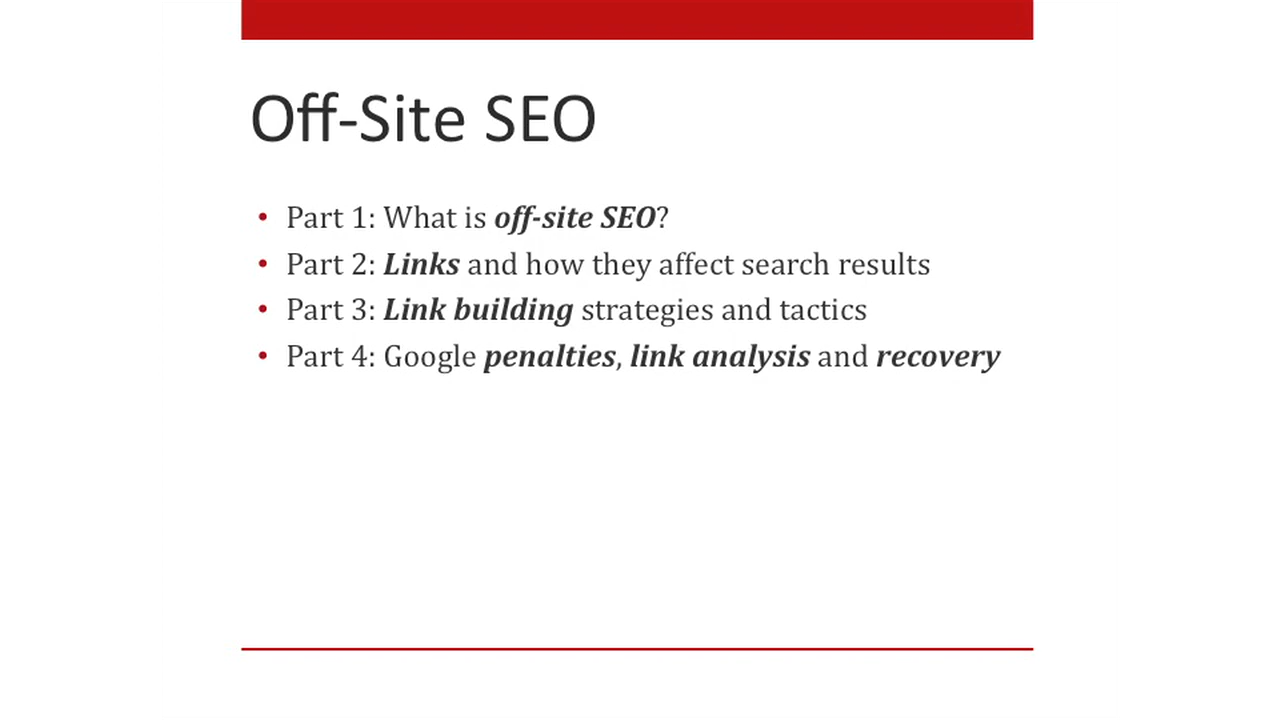 Off-Site SEO
• Part 1: What is off-site SEO?
• Part 2: Links and how they affect search results
• Part 3: Link building strategies and tactics
• Part 4: Google penalties, link analysis and recovery